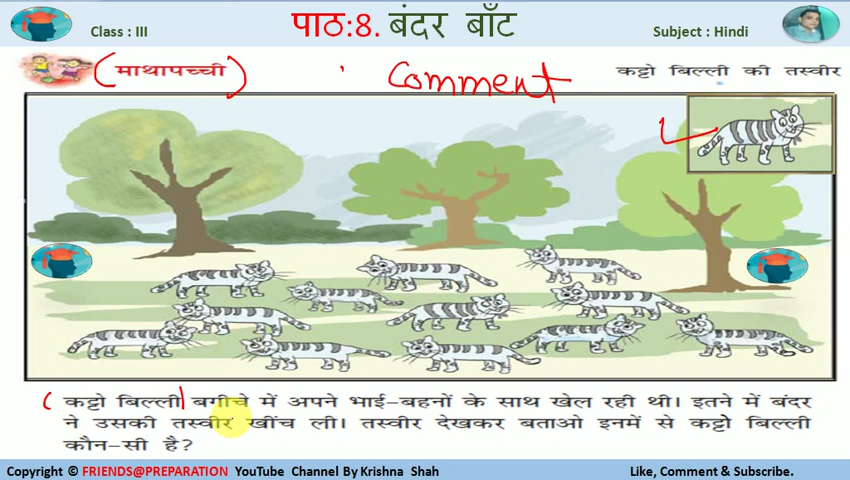 पाठ:8. बंदर बाँट
Class : III
Subject : Hindi
(माथापच्ची)
Comment
कट्टो बिल्ली की तस्वीर
(कट्टो बिल्ली| बगीचे में अपने भाई-बहनों के साथ खेल रही थी। इतने में बंदर
ने उसकी तस्वीर खींच ली। तस्वीर देखकर बताओ इनमें से कट्टो बिल्ली
कौन-सी है?
Copyright © FRIENDS@PREPARATION YouTube Channel By Krishna Shah
Like, Comment & Subscribe.